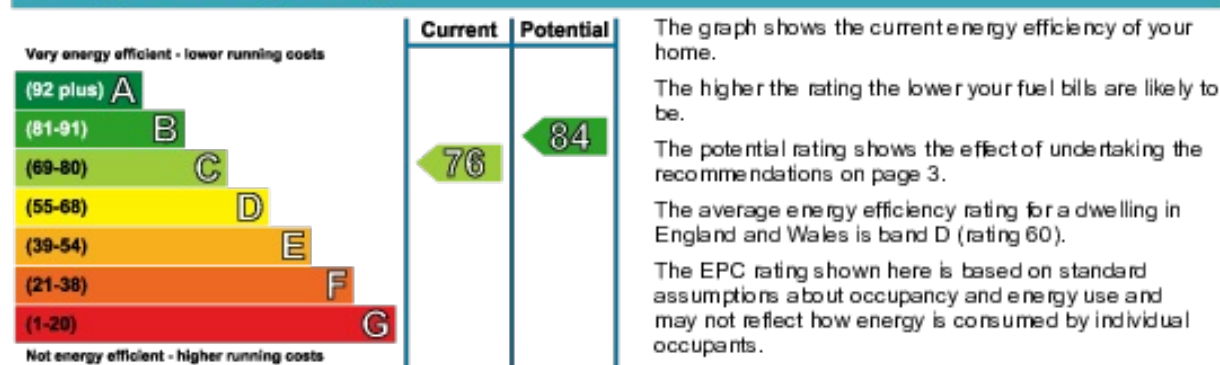 Current Potential
Very energy efficient - lower running costs
(92 plus) A
(81-91) B
(69-80) C
(55-68) D
(39-54) E
(21-38) F
(1-20) G
Not energy efficient - higher running costs
76
84
The graph shows the current energy efficiency of your
home.
The higher the rating the lower your fuel bills are likely to
be.
The potential rating shows the effect of undertaking the
recommendations on page 3.
The average energy efficiency rating for a dwelling in
England and Wales is band D (rating 60).
The EPC rating shown here is based on standard
assumptions about occupancy and energy use and
may not reflect how energy is consumed by individual
occupants.